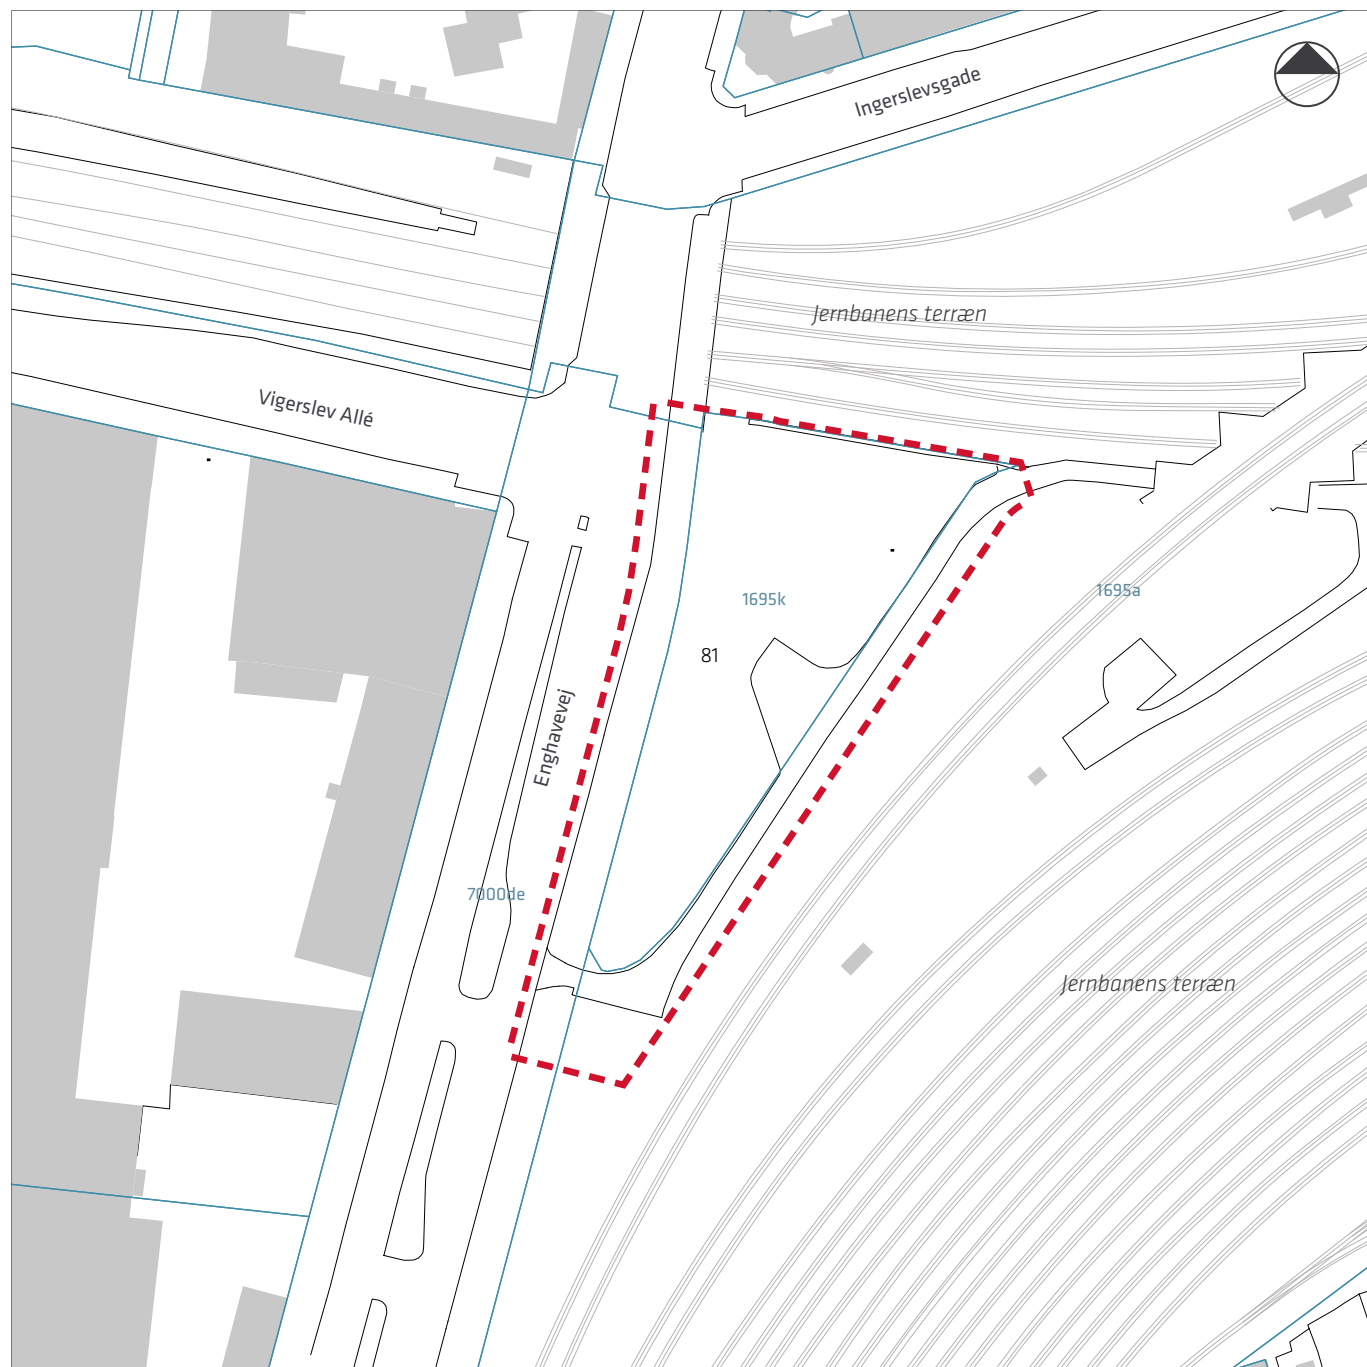 Ingerslevsgade
Jernbanens terræn
Vigerslev Allé
1695k
1695a
81
Enghavevej
7000de
Jernbanens terræn